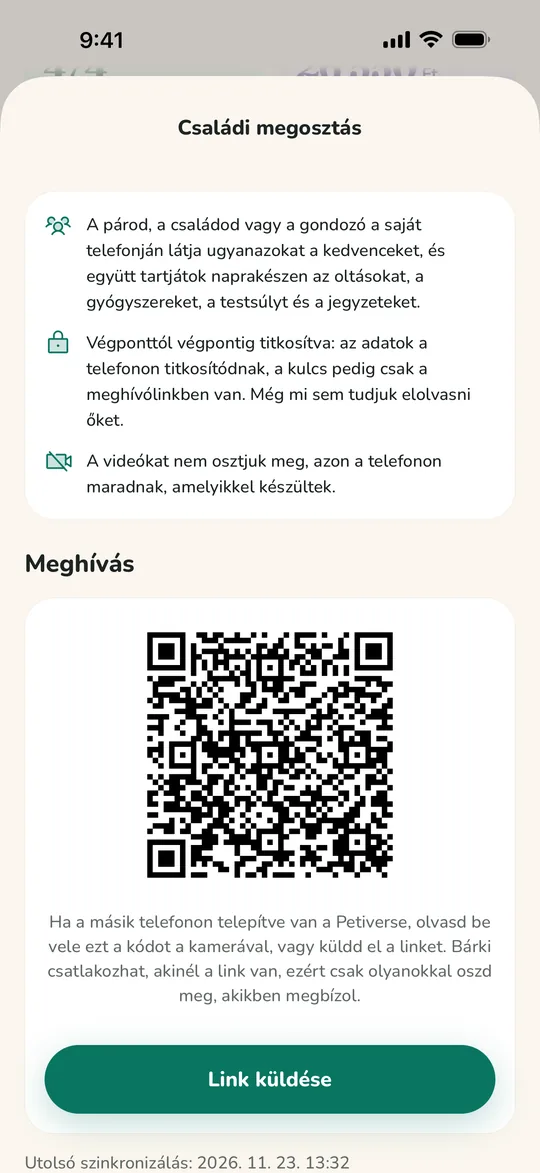 9:41
Családi megosztás
A párod, a családod vagy a gondozó a saját
telefonján látja ugyanazokat a kedvenceket, és
együtt tartjátok naprakészen az oltásokat, a
gyógyszereket, a testsúlyt és a jegyzeteket.
Végponttól végpontig titkosítva: az adatok a
telefonon titkosítódnak, a kulcs pedig csak a
meghívólinkben van. Még mi sem tudjuk elolvasni
őket.
A videókat nem osztjuk meg, azon a telefonon
maradnak, amelyikkel készültek.
Meghívás
Ha a másik telefonon telepítve van a Petiverse, olvasd be
vele ezt a kódot a kamerával, vagy küldd el a linket. Bárki
csatlakozhat, akinél a link van, ezért csak olyanokkal oszd
meg, akikben megbízol.
Link küldése
Utolsó szinkronizálás: 2026. 11. 23. 13:32